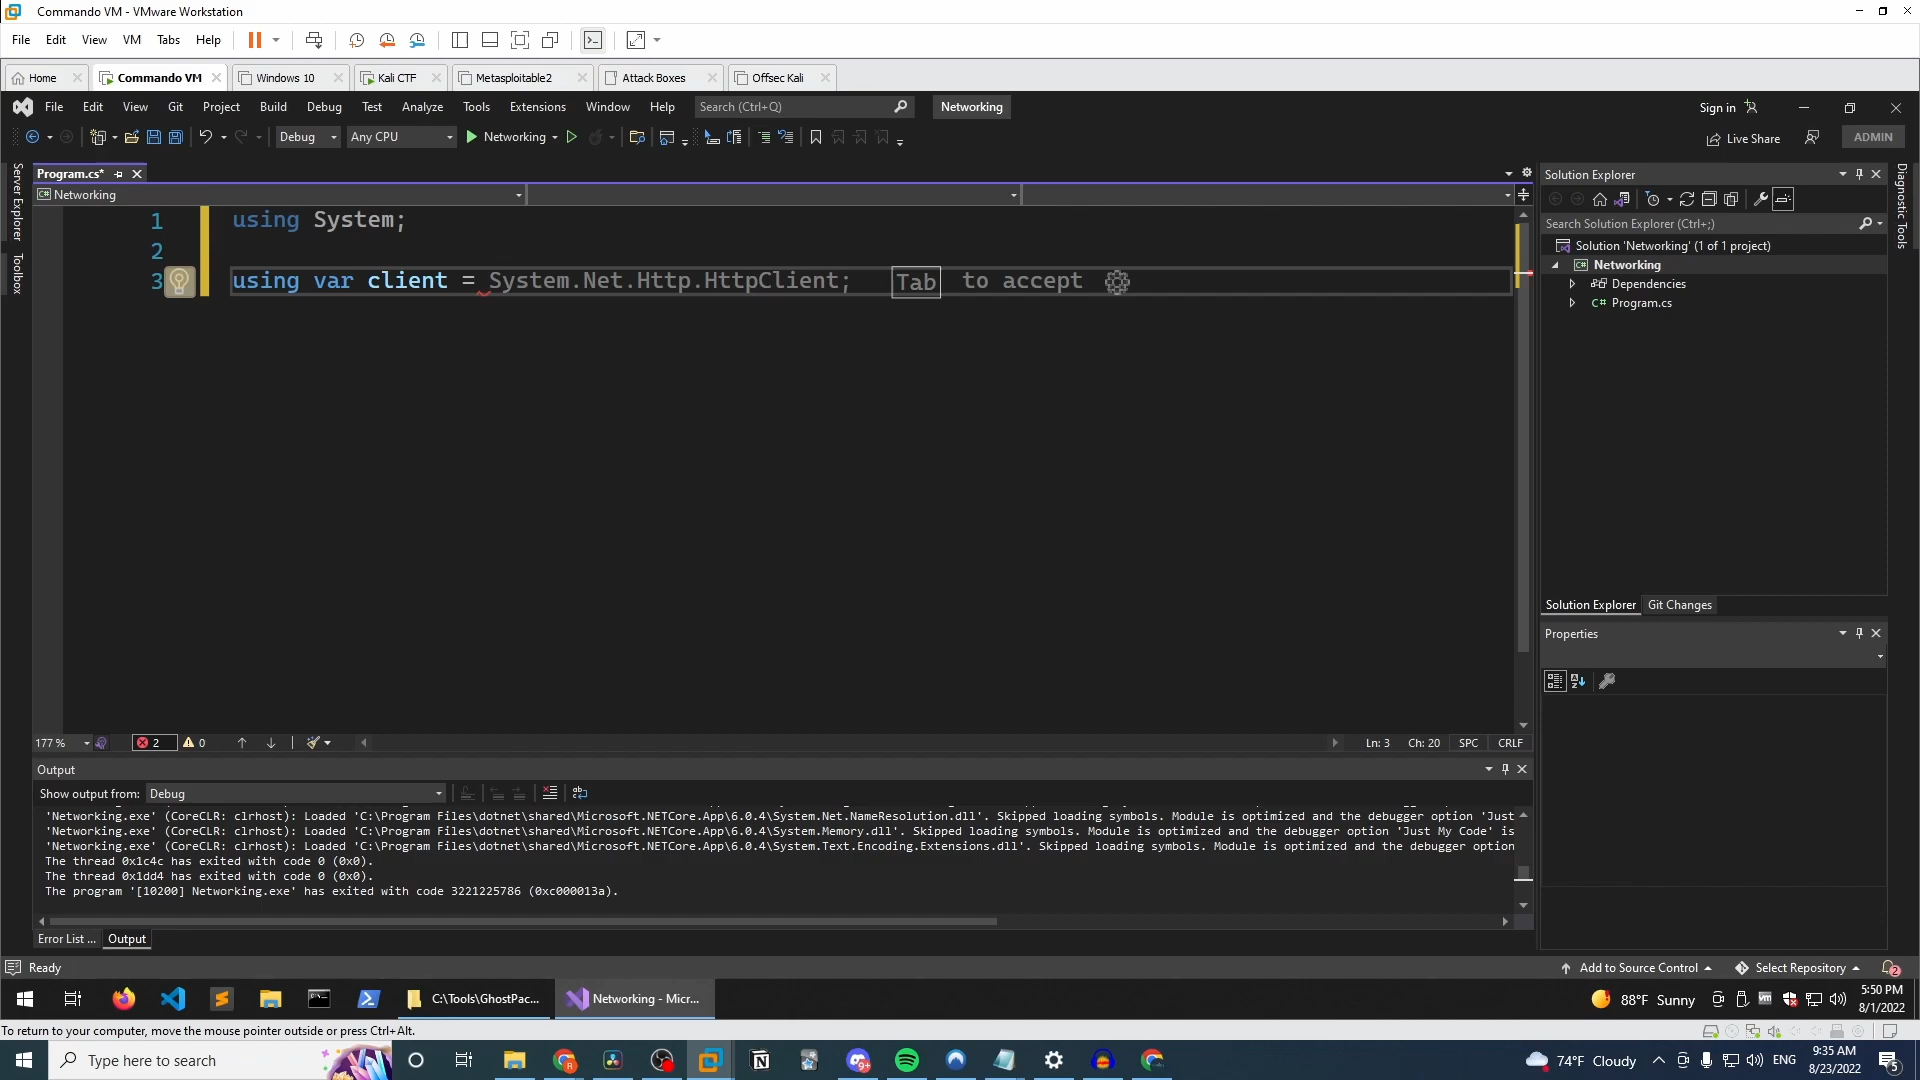 Commando VM - VMware Workstation
File Edit View VM Tabs Help
Home Commando VM Windows 10 Kali CTF Metasploitable2 Attack Boxes Offsec Kali
File Edit View Git Project Build Debug Test Analyze Tools Extensions Window Help Search (Ctrl+Q) Networking Sign in
Debug Any CPU Networking Live Share ADMIN
Server Explorer
Toolbox
Program.cs*
Networking
1 using System;
2
3 using var client = System.Net.Http.HttpClient; Tab to accept
177 % 2 0 Ln: 3 Ch: 20 SPC CRLF
Solution Explorer
Search Solution Explorer (Ctrl+;)
Solution 'Networking' (1 of 1 project)
Networking
Dependencies
C# Program.cs
Solution Explorer Git Changes
Properties
Diagnostic Tools
Output
Show output from: Debug
'Networking.exe' (CoreCLR: clrhost): Loaded 'C:\Program Files\dotnet\shared\Microsoft.NETCore.App\6.0.4\System.Net.NameResolution.dll'. Skipped loading symbols. Module is optimized and the debugger option 'Just
'Networking.exe' (CoreCLR: clrhost): Loaded 'C:\Program Files\dotnet\shared\Microsoft.NETCore.App\6.0.4\System.Memory.dll'. Skipped loading symbols. Module is optimized and the debugger option 'Just My Code' is
'Networking.exe' (CoreCLR: clrhost): Loaded 'C:\Program Files\dotnet\shared\Microsoft.NETCore.App\6.0.4\System.Text.Encoding.Extensions.dll'. Skipped loading symbols. Module is optimized and the debugger option
The thread 0x1c4c has exited with code 0 (0x0).
The thread 0x1dd4 has exited with code 0 (0x0).
The program '[10200] Networking.exe' has exited with code 3221225786 (0xc000013a).
Error List ... Output
Ready Add to Source Control Select Repository 2
C:\Tools\GhostPac... Networking - Micr... 88°F Sunny 5:50 PM
8/1/2022
To return to your computer, move the mouse pointer outside or press Ctrl+Alt.
Type here to search 74°F Cloudy ENG 9:35 AM
8/23/2022 5